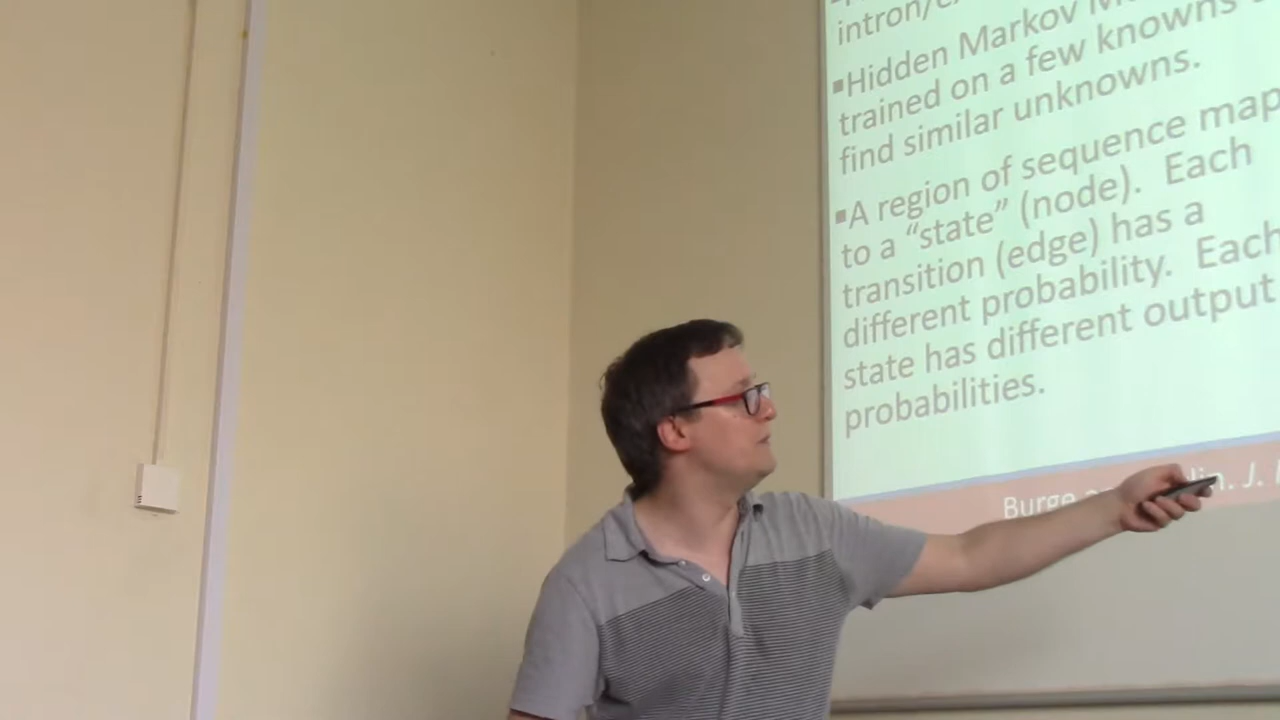 intron/
▪Hidden Markov
trained on a few knowns
find similar unknowns.
▪A region of sequence map
to a “state” (node). Each
transition (edge) has a
different probability. Each
state has different output
probabilities.
Burge J.